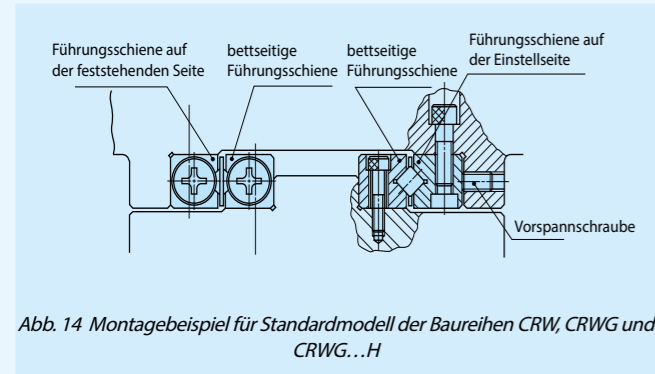 Führungsschiene auf
der feststehenden Seite
bettseitige
Führungsschiene
bettseitige
Führungsschiene
Führungsschiene auf
der Einstellseite
Vorspannschraube
Abb. 14 Montagebeispiel für Standardmodell der Baureihen CRW, CRWG und
CRWG…H